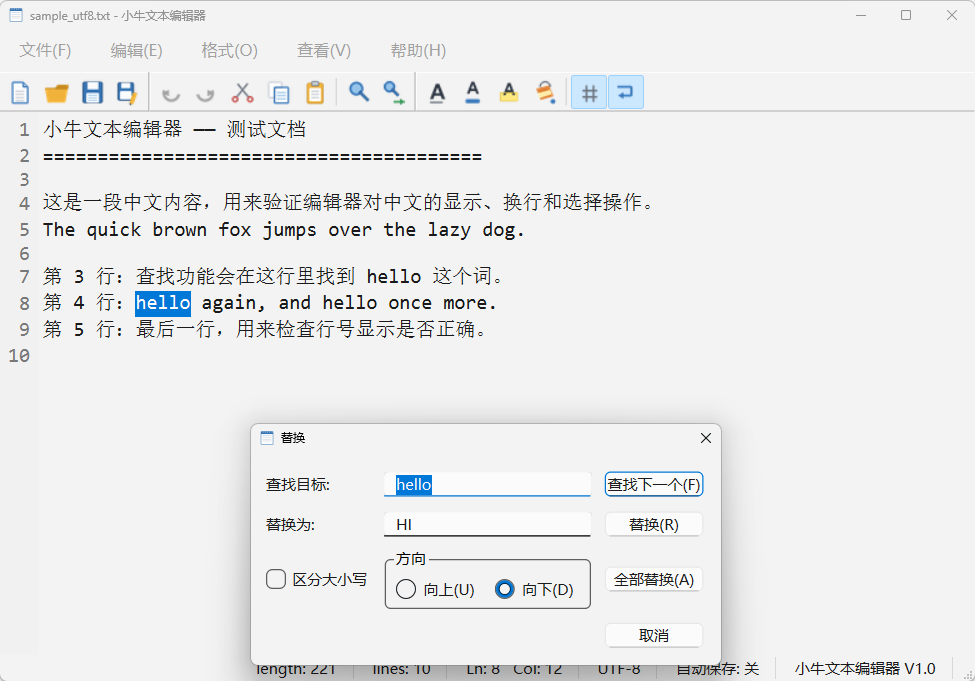 sample_utf8.txt - 小牛文本编辑器
文件(F) 编辑(E) 格式(O) 查看(V) 帮助(H)
1 小牛文本编辑器 —— 测试文档
2 ========================================
3
4 这是一段中文内容，用来验证编辑器对中文的显示、换行和选择操作。
5 The quick brown fox jumps over the lazy dog.
6
7 第 3 行：查找功能会在这行里找到 hello 这个词。
8 第 4 行：hello again, and hello once more.
9 第 5 行：最后一行，用来检查行号显示是否正确。
10
替换
查找目标: hello 查找下一个(F)
替换为: HI 替换(R)
方向
区分大小写 向上(U) 向下(D) 全部替换(A)
取消
length: 221 lines: 10 Ln: 8 Col: 12 UTF-8 自动保存: 关 小牛文本编辑器 V1.0